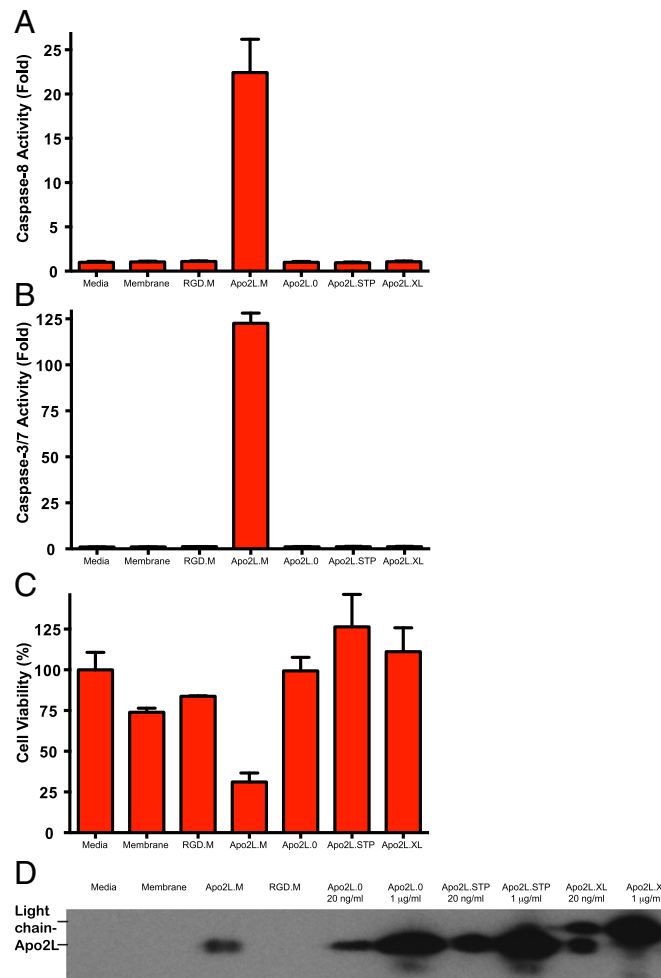 A
Caspase-8 Activity (Fold)
25
20
15
10
5
0
Media Membrane RGD.M Apo2L.M Apo2L.0 Apo2L.STP Apo2L.XL
B
Caspase-3/7 Activity (Fold)
125
100
75
50
25
0
Media Membrane RGD.M Apo2L.M Apo2L.0 Apo2L.STP Apo2L.XL
C
Cell Viability (%)
125
100
75
50
25
0
Media Membrane RGD.M Apo2L.M Apo2L.0 Apo2L.STP Apo2L.XL
D
Media Membrane Apo2L.M RGD.M Apo2L.0 Apo2L.0 Apo2L.STP Apo2L.STP Apo2L.XL Apo2L.X
20 ng/ml 1 μg/ml 20 ng/ml 1 μg/ml 20 ng/ml 1 μg/ml
Light
chain-
Apo2L